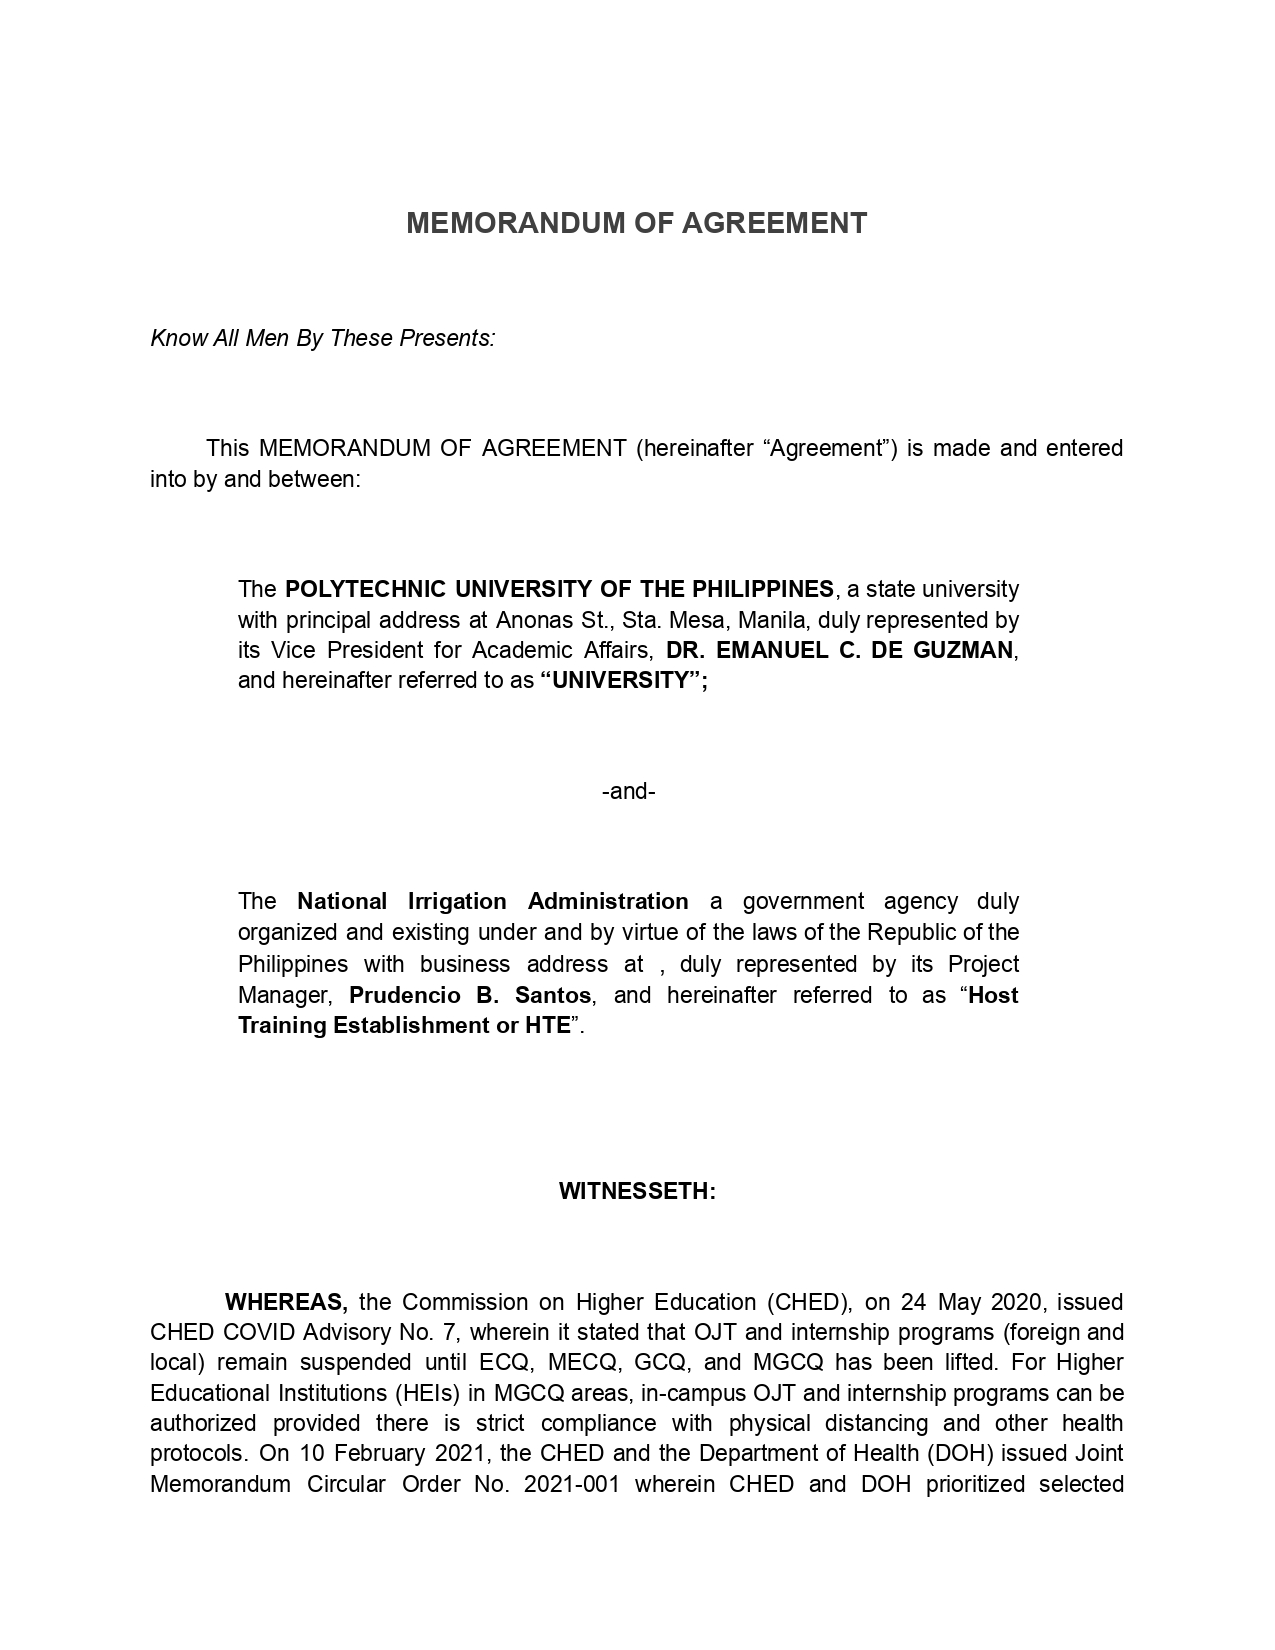 MEMORANDUM OF AGREEMENT
Know All Men By These Presents:
This MEMORANDUM OF AGREEMENT (hereinafter “Agreement”) is made and entered
into by and between:
The POLYTECHNIC UNIVERSITY OF THE PHILIPPINES, a state university
with principal address at Anonas St., Sta. Mesa, Manila, duly represented by
its Vice President for Academic Affairs, DR. EMANUEL C. DE GUZMAN,
and hereinafter referred to as “UNIVERSITY”;
-and-
The National Irrigation Administration a government agency duly
organized and existing under and by virtue of the laws of the Republic of the
Philippines with business address at , duly represented by its Project
Manager, Prudencio B. Santos, and hereinafter referred to as “Host
Training Establishment or HTE”.
WITNESSETH:
WHEREAS, the Commission on Higher Education (CHED), on 24 May 2020, issued
CHED COVID Advisory No. 7, wherein it stated that OJT and internship programs (foreign and
local) remain suspended until ECQ, MECQ, GCQ, and MGCQ has been lifted. For Higher
Educational Institutions (HEIs) in MGCQ areas, in-campus OJT and internship programs can be
authorized provided there is strict compliance with physical distancing and other health
protocols. On 10 February 2021, the CHED and the Department of Health (DOH) issued Joint
Memorandum Circular Order No. 2021-001 wherein CHED and DOH prioritized selected